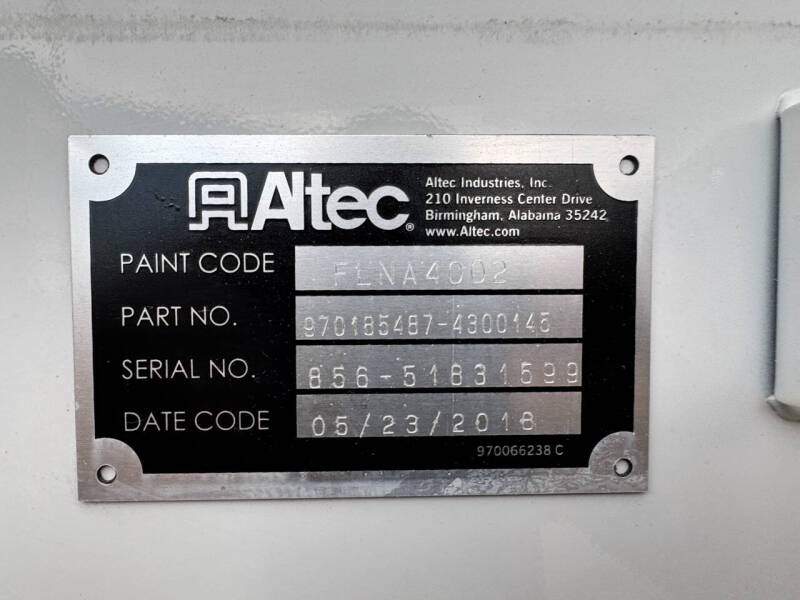 Altec
Altec Industries, Inc
210 Inverness Center Drive
Birmingham, Alabama 35242
www.Altec.com
PAINT CODE FLNA4002
PART NO. 970185487-4300145
SERIAL NO. 856-51831599
DATE CODE 05/23/2018
970066238 C